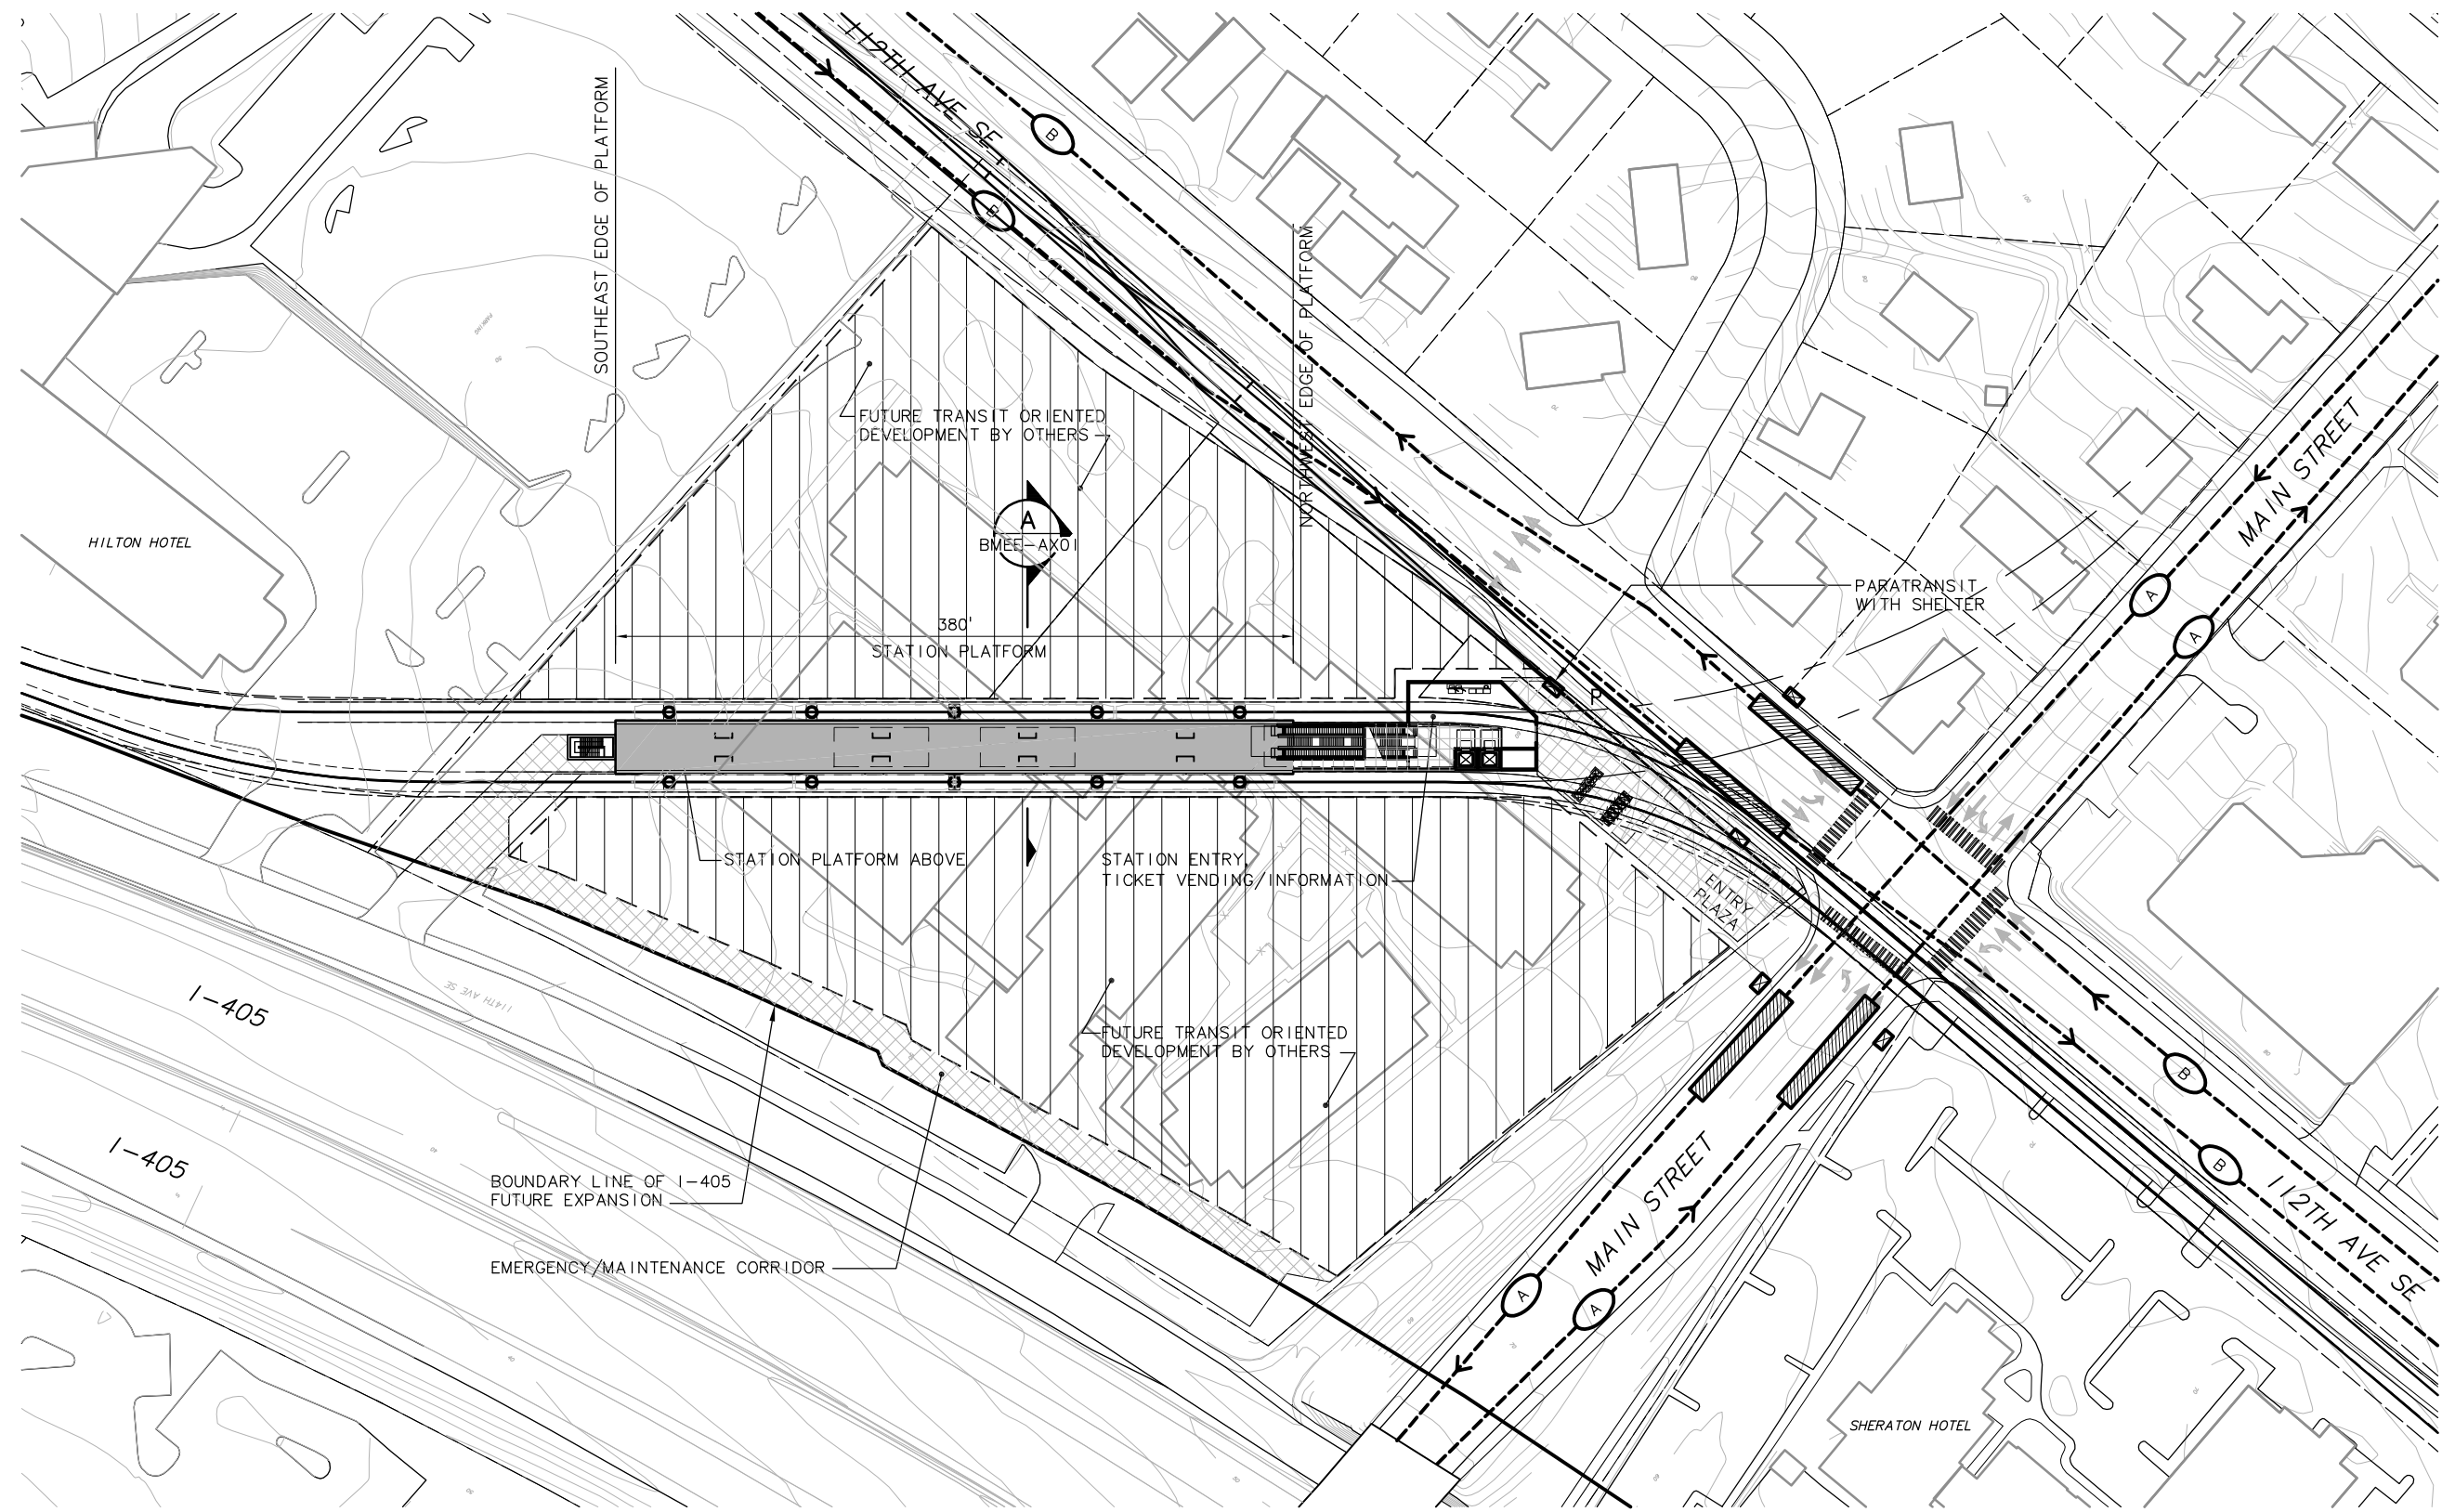 112TH AVE SE
B
B
SOUTHEAST EDGE OF PLATFORM
NORTHWEST EDGE OF PLATFORM
PARKING
FUTURE TRANSIT ORIENTED
DEVELOPMENT BY OTHERS
MAIN STREET
A
BMEE-AX01
HILTON HOTEL
PARATRANSIT
WITH SHELTER
A
A
380'
STATION PLATFORM
P
STATION PLATFORM ABOVE
STATION ENTRY,
TICKET VENDING/INFORMATION
ENTRY
PLAZA
114TH AVE SE
I-405
FUTURE TRANSIT ORIENTED
DEVELOPMENT BY OTHERS
B
B
I-405
BOUNDARY LINE OF I-405
FUTURE EXPANSION
MAIN STREET
112TH AVE SE
EMERGENCY/MAINTENANCE CORRIDOR
A
A
SHERATON HOTEL